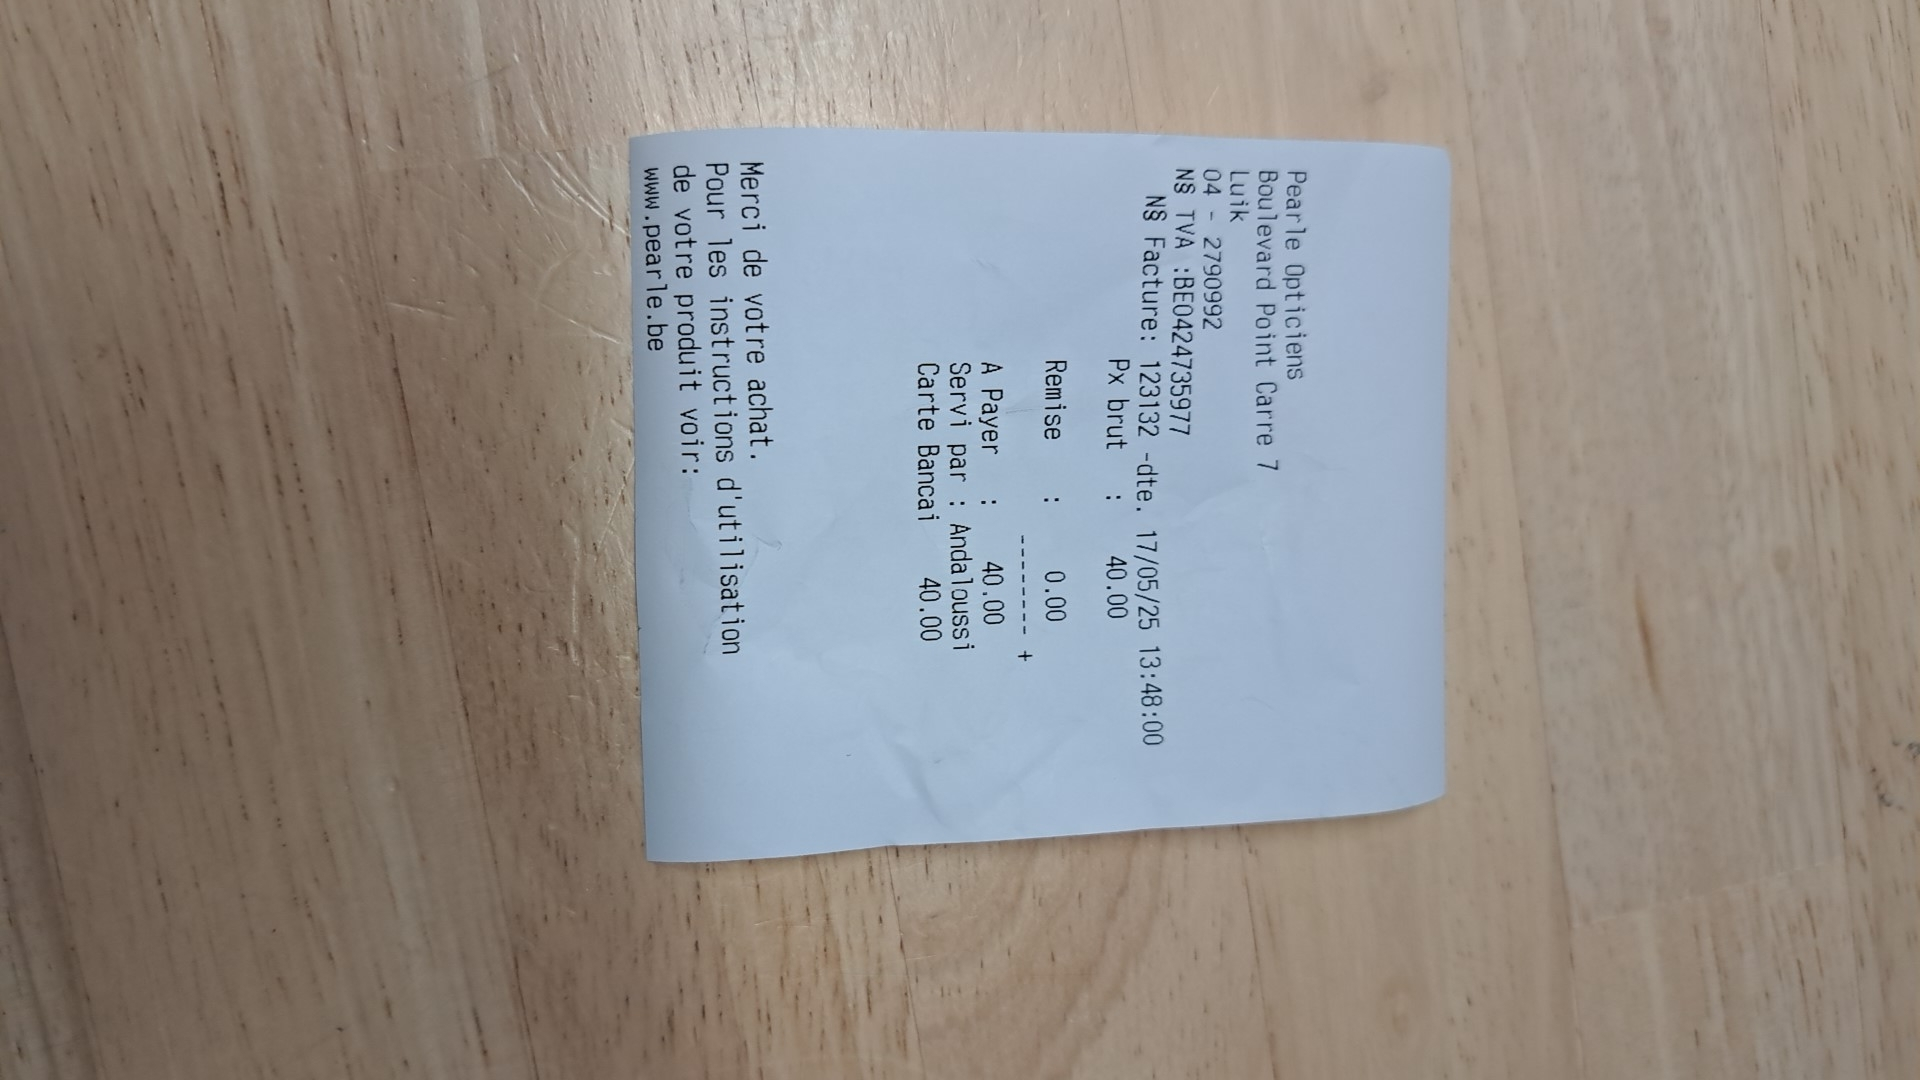 Pearle Opticiens
Boulevard Point Carre 7
Luik
04 - 2790992
N§ TVA :BE0424735977
N§ Facture: 123132 -dte. 17/05/25 13:48:00
Px brut : 40.00
Remise : 0.00
-------- +
A Payer : 40.00
Servi par : Andaloussi
Carte Bancai 40.00
Merci de votre achat.
Pour les instructions d'utilisation
de votre produit voir:
www.pearle.be